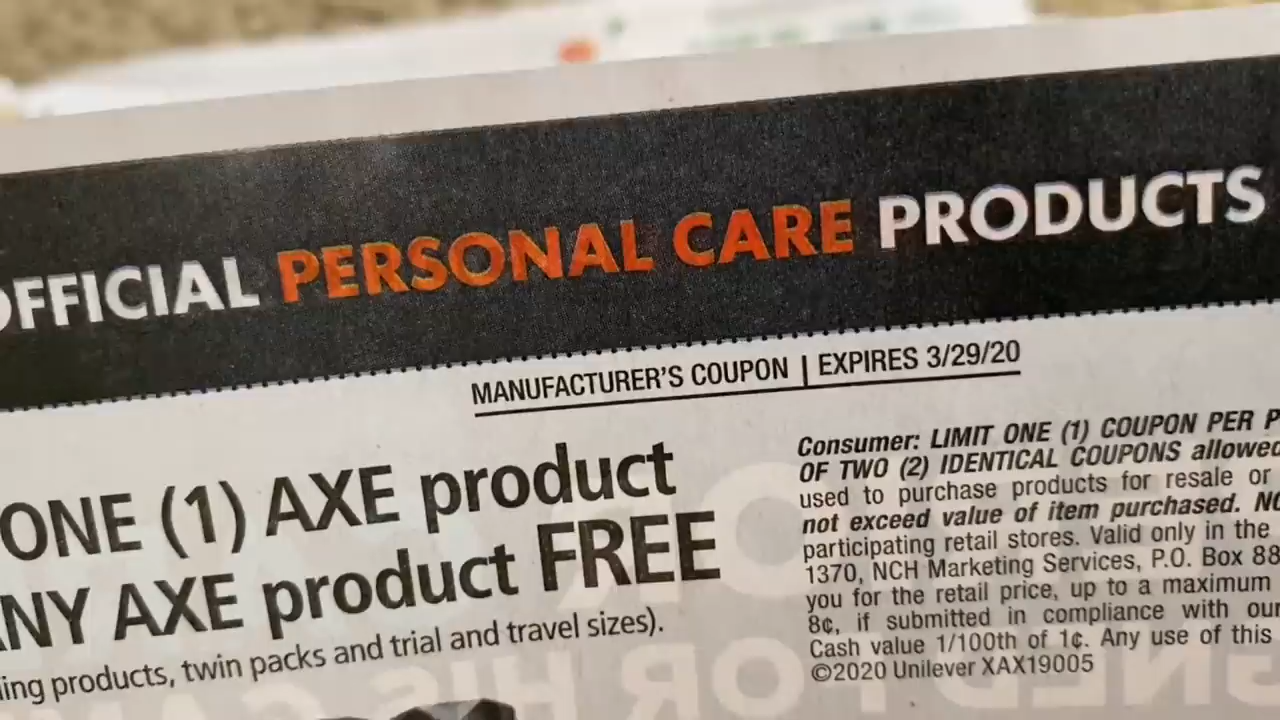 OFFICIAL PERSONAL CARE PRODUCTS
MANUFACTURER'S COUPON | EXPIRES 3/29/20
ONE (1) AXE product
ANY AXE product FREE
products, twin packs and trial and travel sizes).
Consumer: LIMIT ONE (1) COUPON PER
OF TWO (2) IDENTICAL COUPONS allowed
used to purchase products for resale or
not exceed value of item purchased.
participating retail stores. Valid only in the
1370, NCH Marketing Services, P.O. Box 88
you for the retail price, up to a maximum
8¢, if submitted in compliance with our
Cash value 1/100th of 1¢. Any use of this
©2020 Unilever XAX19005